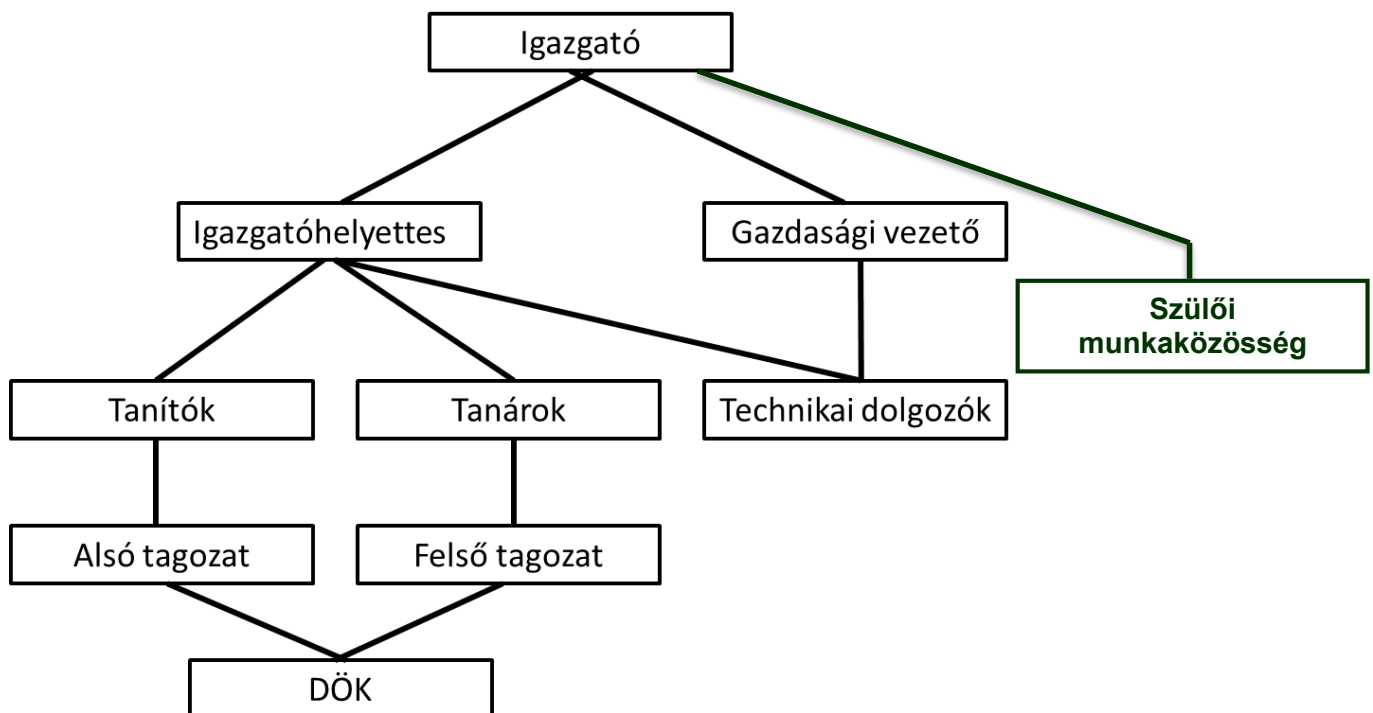 Igazgató
Igazgatóhelyettes
Gazdasági vezető
Szülői
munkaközösség
Tanítók
Tanárok
Technikai dolgozók
Alsó tagozat
Felső tagozat
DÖK